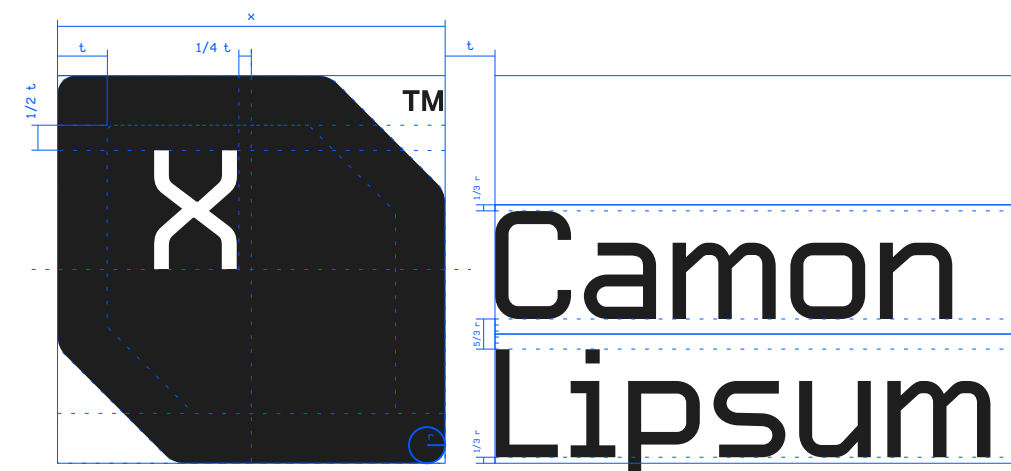 x
t
1/4 t
t
1/2 t
TM
X
1/3 r
Camon
5/3 r
Lipsum
1/3 r
r